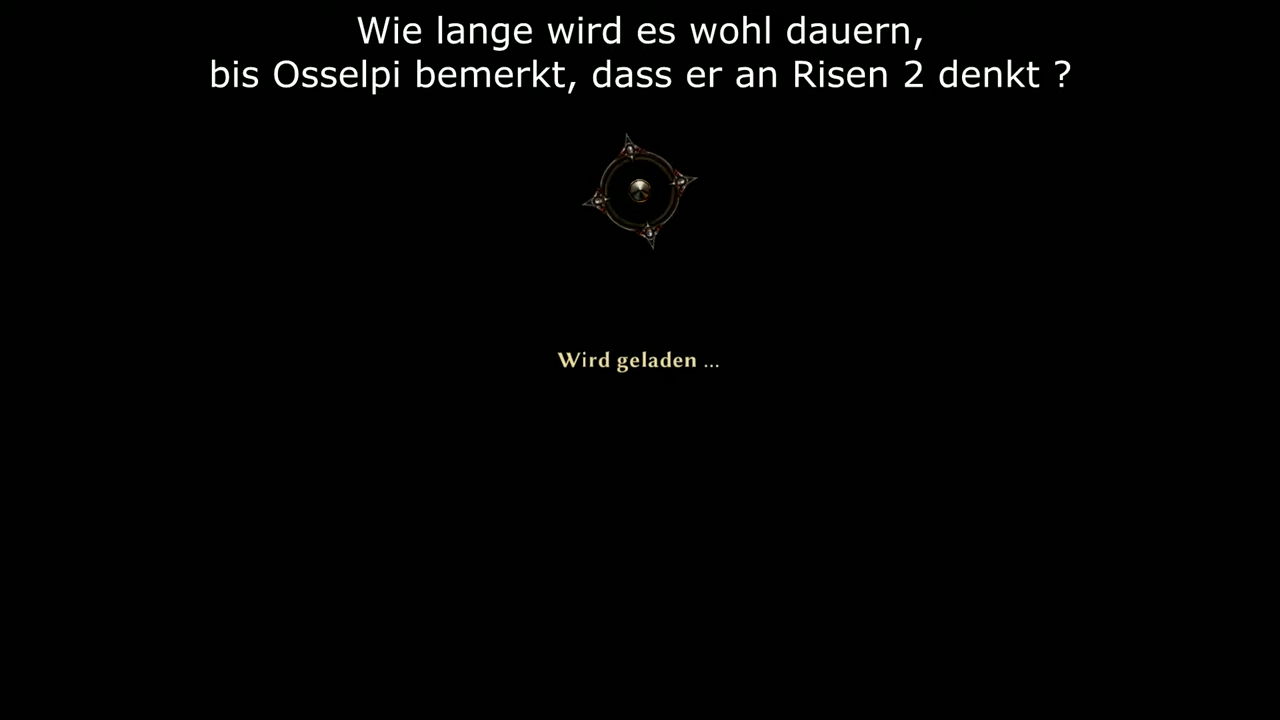 Wie lange wird es wohl dauern,
bis Osselpi bemerkt, dass er an Risen 2 denkt ?
Wird geladen ...